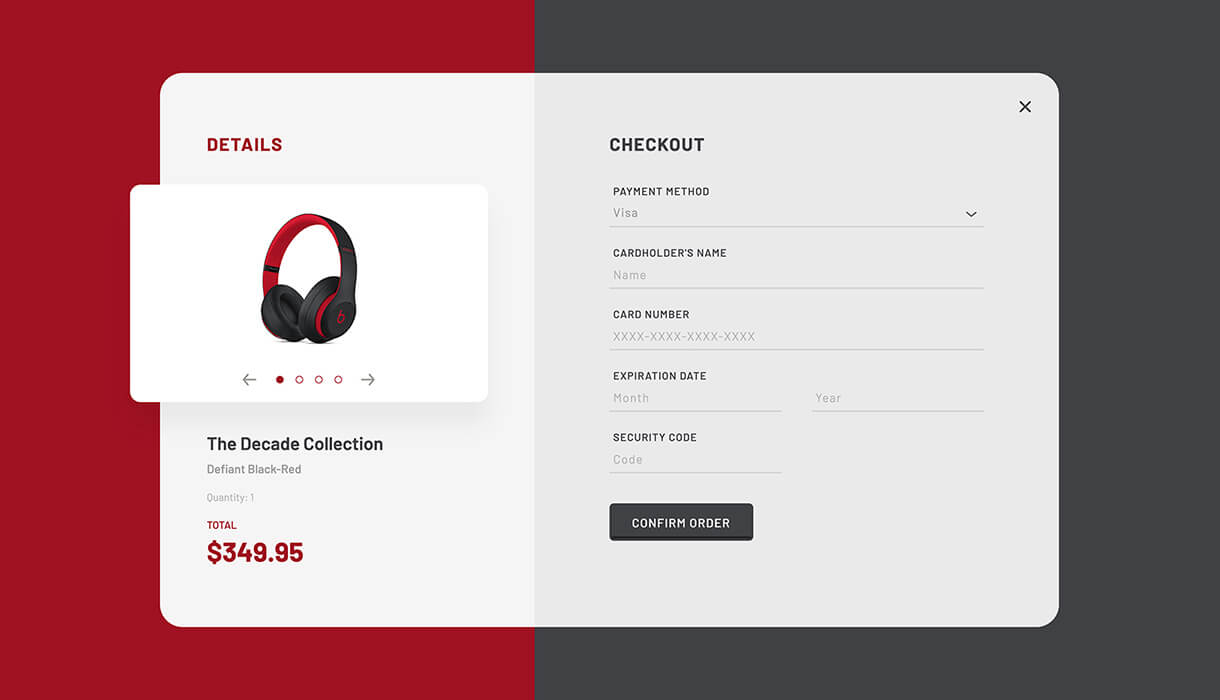 DETAILS
The Decade Collection
Defiant Black-Red
Quantity: 1
TOTAL
$349.95
CHECKOUT
PAYMENT METHOD
Visa
CARDHOLDER'S NAME
Name
CARD NUMBER
XXXX-XXXX-XXXX-XXXX
EXPIRATION DATE
Month Year
SECURITY CODE
Code
CONFIRM ORDER